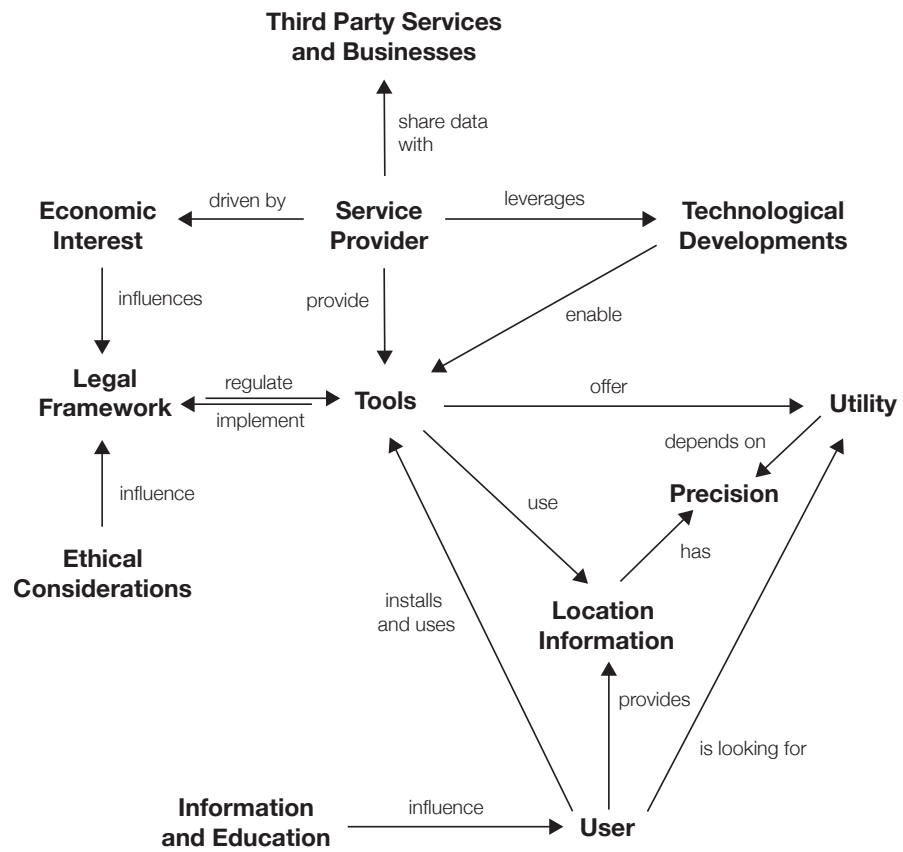 Third Party Services
and Businesses
share data
with
Economic
Interest
driven by
Service
Provider
leverages
Technological
Developments
influences
provide
enable
Legal
Framework
regulate
implement
Tools
offer
Utility
depends on
Precision
influence
use
has
Ethical
Considerations
installs
and uses
Location
Information
provides
is looking for
Information
and Education
influence
User